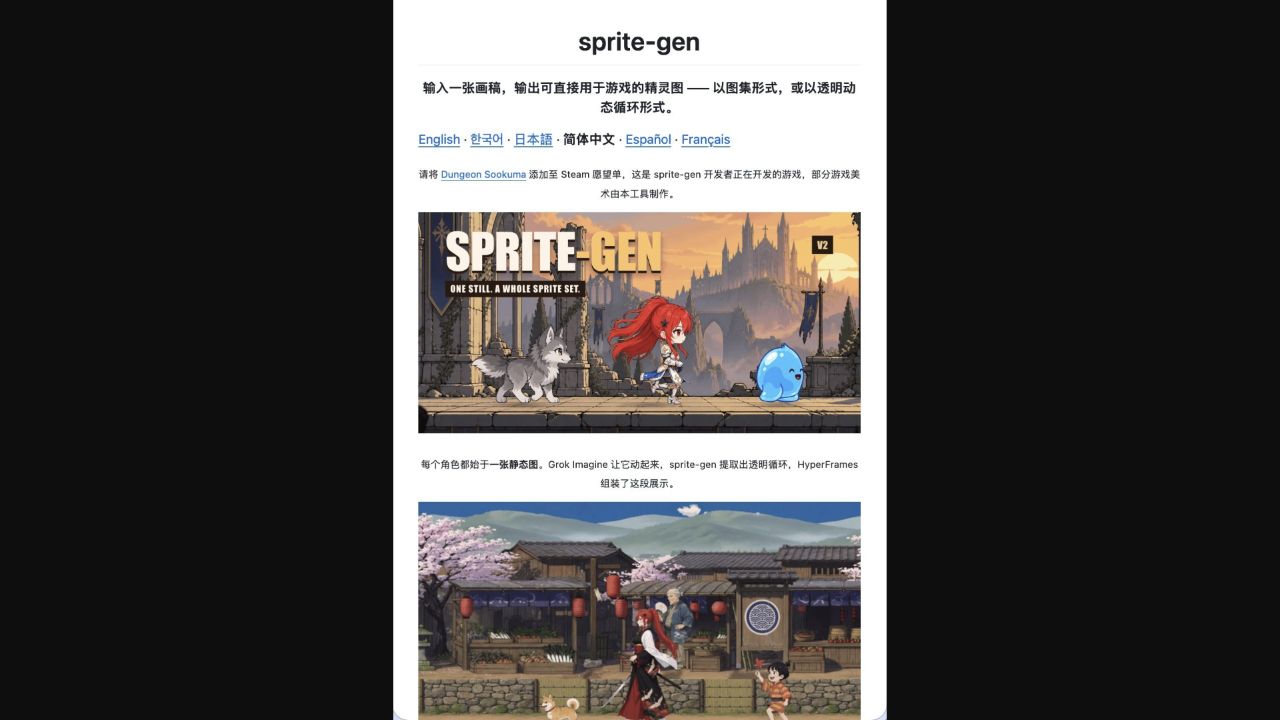 sprite-gen
输入一张画稿，输出可直接用于游戏的精灵图 —— 以图集形式，或以透明动
态循环形式。
English · 한국어 · 日本語 · 简体中文 · Español · Français
请将 Dungeon Sookuma 添加至 Steam 愿望单，这是 sprite-gen 开发者正在开发的游戏，部分游戏美
术由本工具制作。
SPRITE-GEN
V2
ONE STILL. A WHOLE SPRITE SET.
每个角色都始于一张静态图。Grok Imagine 让它动起来，sprite-gen 提取出透明循环，HyperFrames
组装了这段展示。